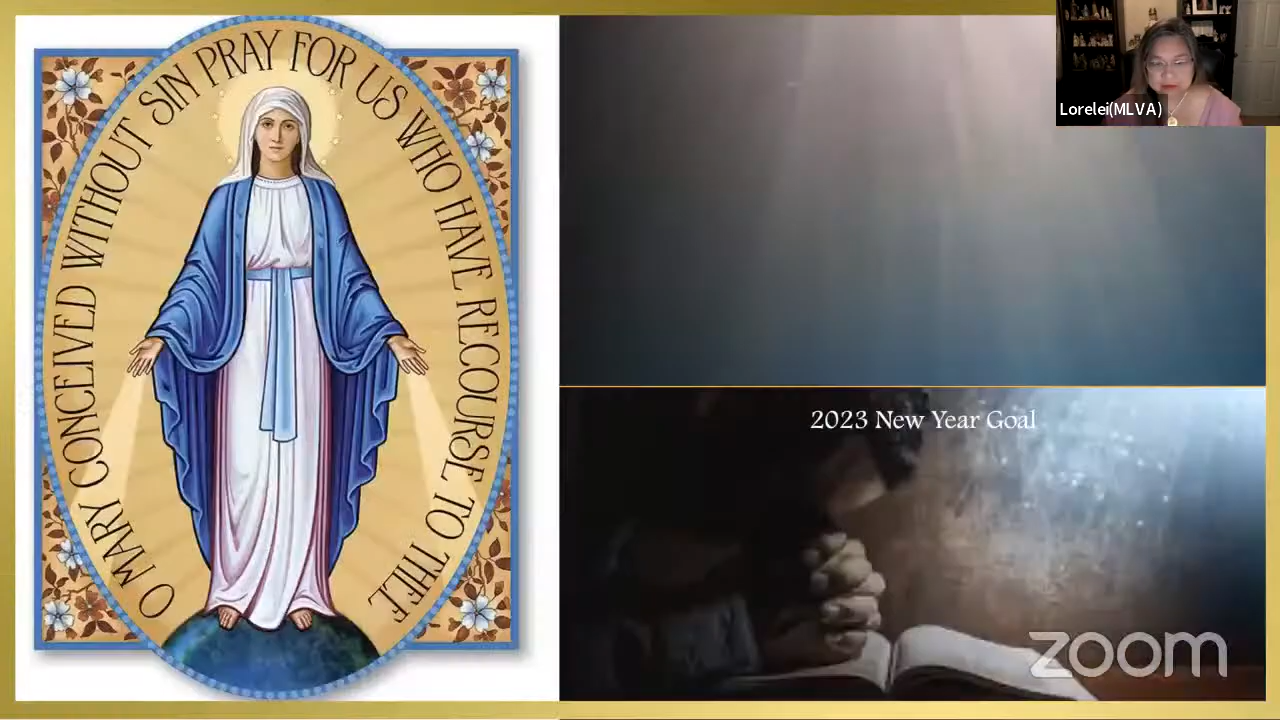 O MARY CONCEIVED WITHOUT SIN PRAY FOR US WHO HAVE RECOURSE TO THEE
Lorelei(MLVA)
2023 New Year Goal
zoom